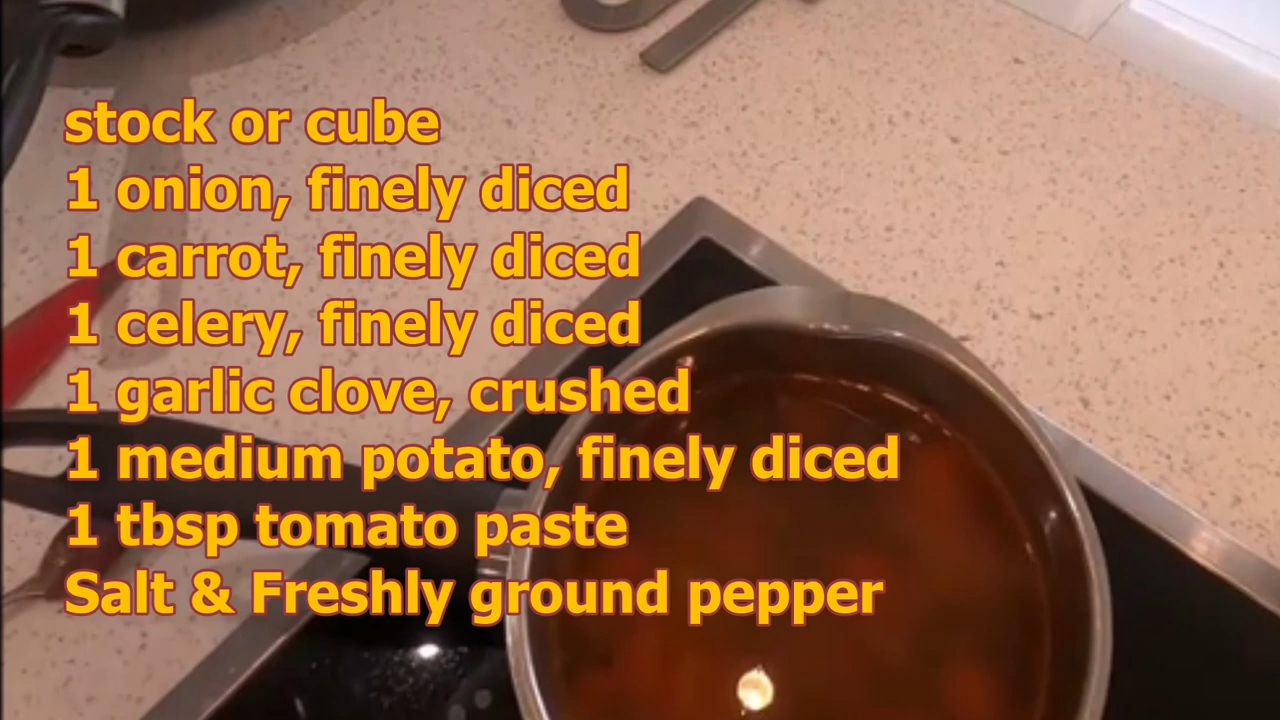 stock or cube
1 onion, finely diced
1 carrot, finely diced
1 celery, finely diced
1 garlic clove, crushed
1 medium potato, finely diced
1 tbsp tomato paste
Salt & Freshly ground pepper